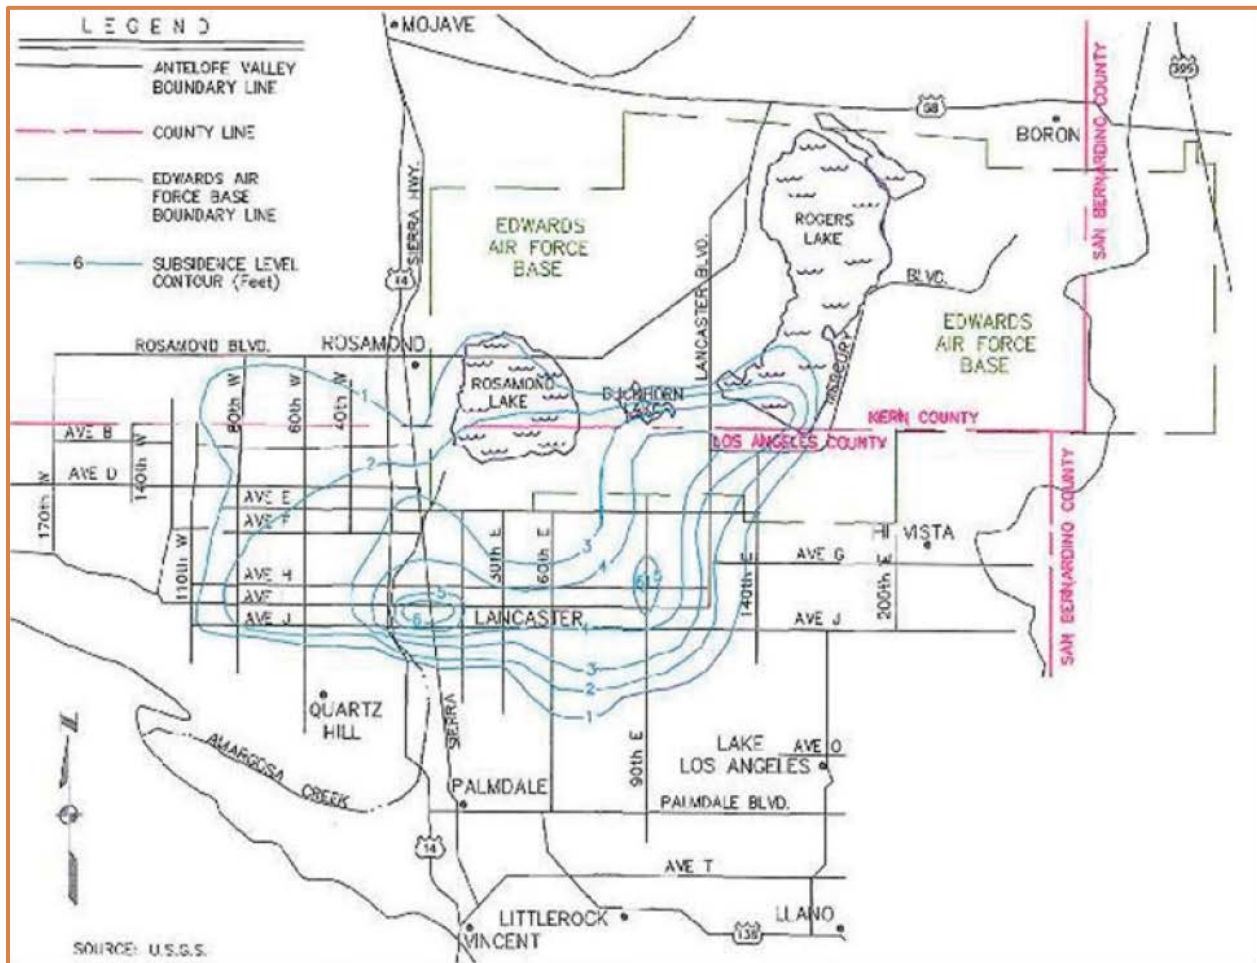 LEGEND
ANTELOPE VALLEY
BOUNDARY LINE
COUNTY LINE
EDWARDS AIR
FORCE BASE
BOUNDARY LINE
6
SUBSIDENCE LEVEL
CONTOUR (Feet)
MOJAVE
SIERRA HWY.
14
58
395
BORON
SAN BERNARDINO COUNTY
EDWARDS
AIR FORCE
BASE
ROGERS
LAKE
LANCASTER BLVD.
BLVD.
EDWARDS
AIR FORCE
BASE
ROSAMOND BLVD.
ROSAMOND
ROSAMOND
LAKE
BUCKHORN
LAKE
MERCURY
KERN COUNTY
LOS ANGELES COUNTY
SAN BERNARDINO COUNTY
80th W
60th W
40th W
1
2
AVE B
AVE D
170th W
140th W
110th W
AVE E
AVE F
AVE H
AVE I
AVE J
30th E
60th E
3
4
5
6
LANCASTER
4
140th E
HI VISTA
AVE G
200th E
AVE J
3
2
1
QUARTZ
HILL
SIERRA
AMARGOSA
CREEK
PALMDALE
90th E
LAKE
LOS ANGELES
AVE O
PALMDALE BLVD.
14
AVE T
LITTLEROCK
LLANO
VINCENT
138
SOURCE: U.S.G.S.